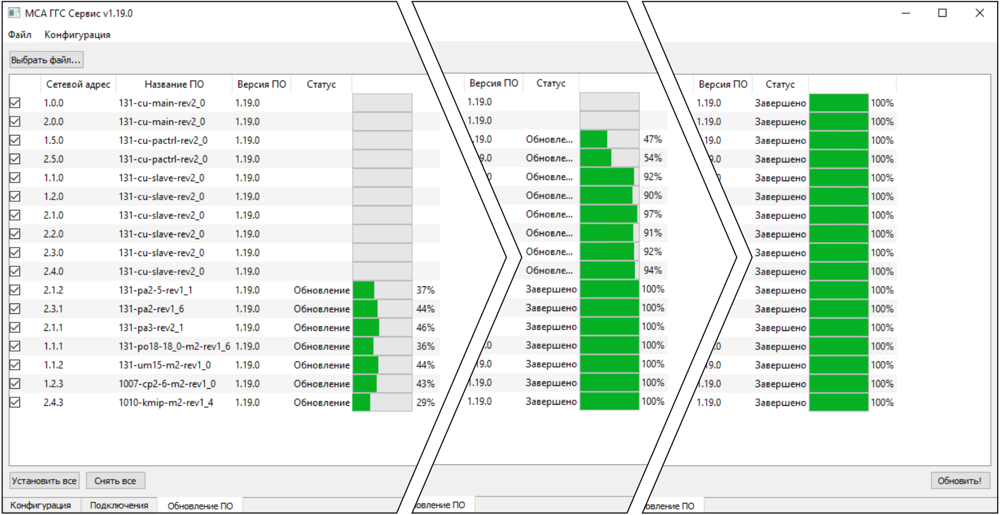 МСА ГГС Сервис v1.19.0
Файл Конфигурация
Выбрать файл...
Сетевой адрес Название ПО Версия ПО Статус Версия ПО Статус Версия ПО Статус
1.0.0 131-cu-main-rev2_0 1.19.0 1.19.0 1.19.0 Завершено 100%
2.0.0 131-cu-main-rev2_0 1.19.0 1.19.0 1.19.0 Завершено 100%
1.5.0 131-cu-pactrl-rev2_0 1.19.0 .19.0 Обновле... 47% .19.0 Завершено 100%
2.5.0 131-cu-pactrl-rev2_0 1.19.0 9.0 Обновле... 54% 9.0 Завершено 100%
1.1.0 131-cu-slave-rev2_0 1.19.0 0 Обновле... 92% Завершено 100%
1.2.0 131-cu-slave-rev2_0 1.19.0 Обновле... 90% Завершено 100%
2.1.0 131-cu-slave-rev2_0 1.19.0 Обновле... 97% Завершено 100%
2.2.0 131-cu-slave-rev2_0 1.19.0 Обновле... 91% Завершено 100%
2.3.0 131-cu-slave-rev2_0 1.19.0 Обновле... 92% Завершено 100%
2.4.0 131-cu-slave-rev2_0 1.19.0 Обновле... 94% Завершено 100%
2.1.2 131-pa2-5-rev1_1 1.19.0 Обновление 37% Завершено 100% Завершено 100%
2.3.1 131-pa2-rev1_6 1.19.0 Обновление 44% Завершено 100% Завершено 100%
2.1.1 131-pa3-rev2_1 1.19.0 Обновление 46% Завершено 100% Завершено 100%
1.1.1 131-po18-18_0-m2-rev1_6 1.19.0 Обновление 36% .0 Завершено 100% .0 Завершено 100%
1.1.2 131-um15-m2-rev1_0 1.19.0 Обновление 44% 19.0 Завершено 100% 19.0 Завершено 100%
1.2.3 1007-cp2-6-m2-rev1_0 1.19.0 Обновление 43% 1.19.0 Завершено 100% 1.19.0 Завершено 100%
2.4.3 1010-kmip-m2-rev1_4 1.19.0 Обновление 29% 1.19.0 Завершено 100% 1.19.0 Завершено 100%
Установить все Снять все Обновить!
Конфигурация Подключения Обновление ПО овление ПО овление ПО